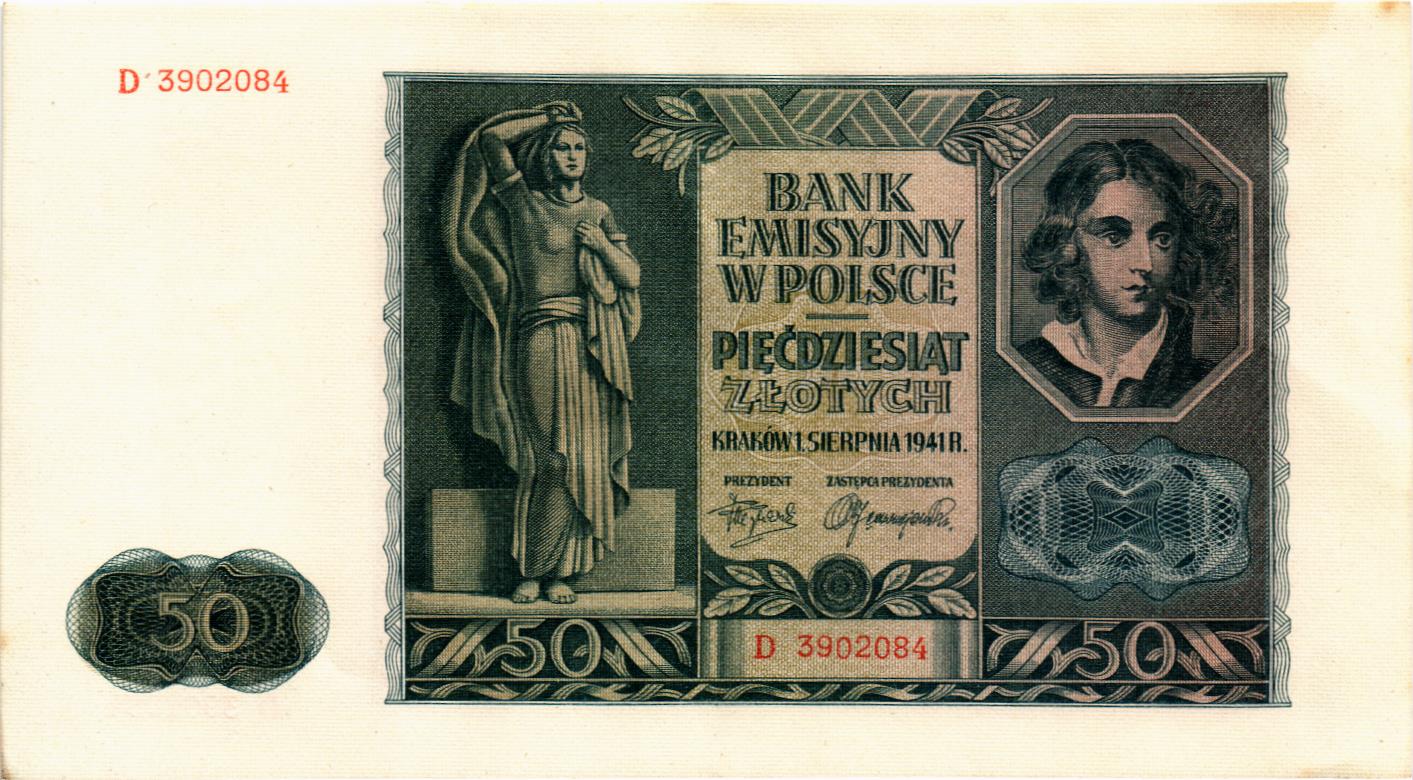 D 3902084
BANK
EMISYJNY
W POLSCE
PIĘĆDZIESIĄT
ZŁOTYCH
KRAKÓW 1. SIERPNIA 1941 R.
PREZYDENT ZASTĘPCA PREZYDENTA
50
50
D 3902084
50